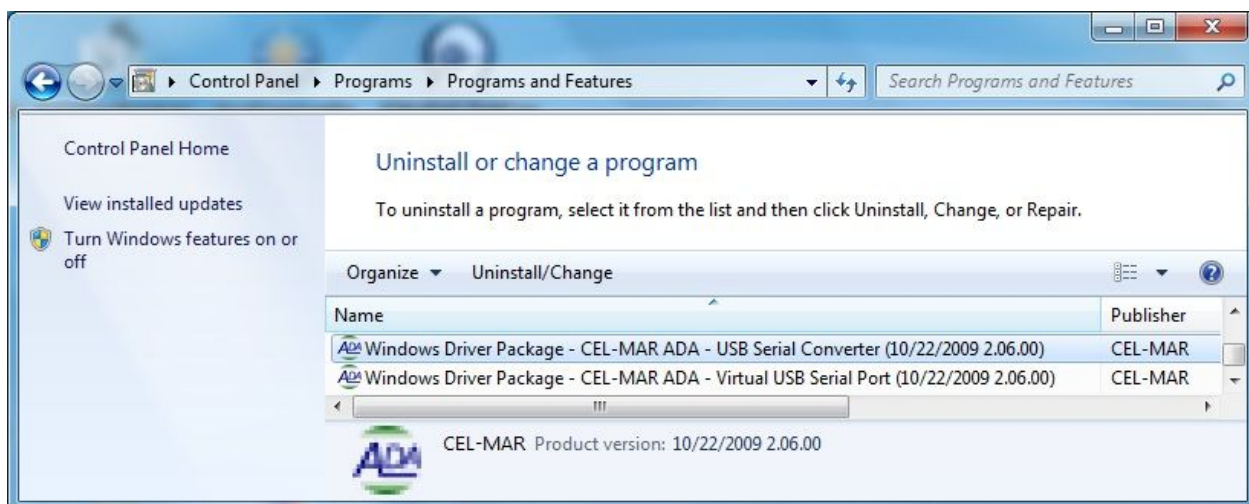 Control Panel Programs Programs and Features Search Programs and Features
Control Panel Home
Uninstall or change a program
View installed updates
To uninstall a program, select it from the list and then click Uninstall, Change, or Repair.
Turn Windows features on or
off
Organize Uninstall/Change
Name Publisher
ADA Windows Driver Package - CEL-MAR ADA - USB Serial Converter (10/22/2009 2.06.00) CEL-MAR
ADA Windows Driver Package - CEL-MAR ADA - Virtual USB Serial Port (10/22/2009 2.06.00) CEL-MAR
ADA CEL-MAR Product version: 10/22/2009 2.06.00